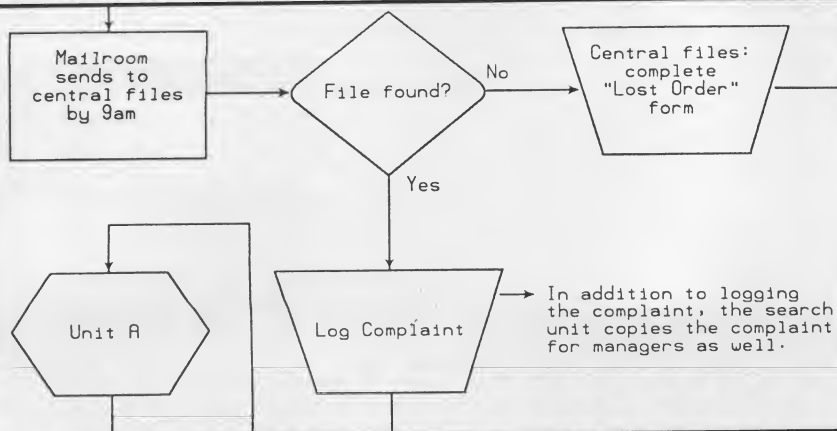 Mailroom
sends to
central files
by 9am
File found?
No
Central files:
complete
"Lost Order"
form
Yes
Unit A
Log Complaint
In addition to logging
the complaint, the search
unit copies the complaint
for managers as well.